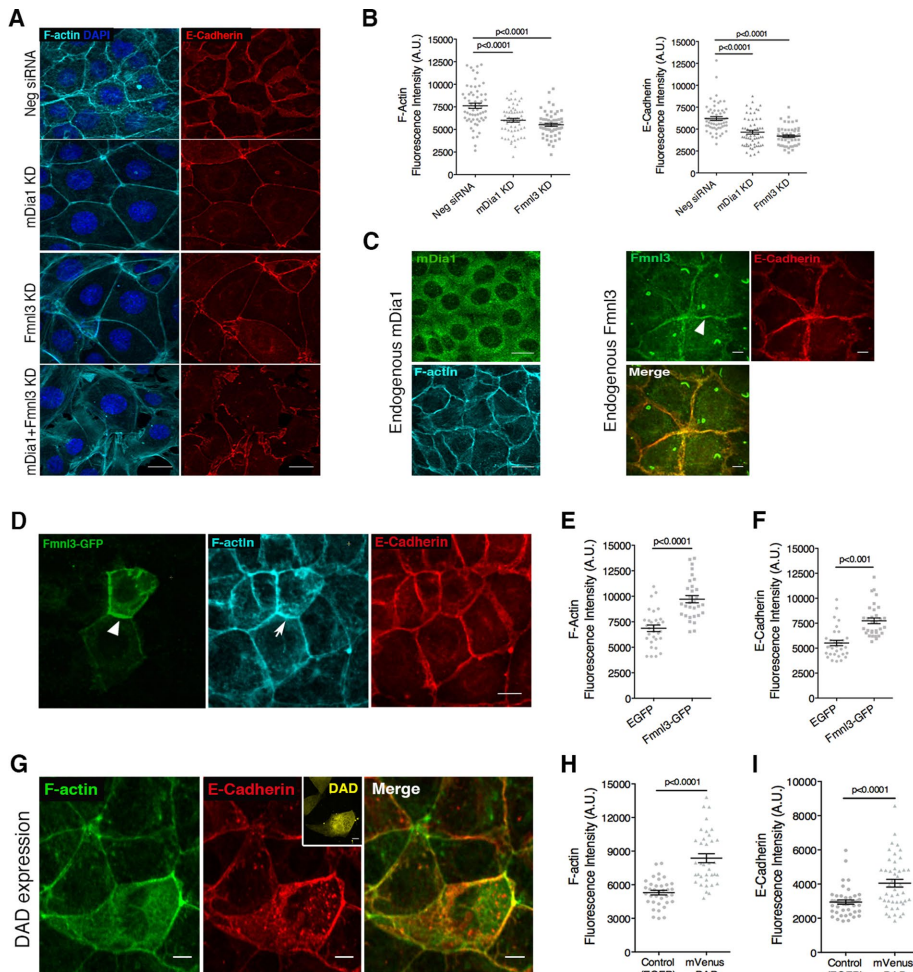 A
F-actin DAPI
E-Cadherin
Neg siRNA
mDia1 KD
Fmnl3 KD
mDia1+Fmnl3 KD
B
p<0.0001
p<0.0001
F-Actin
Fluorescence Intensity (A.U.)
15000
12500
10000
7500
5000
2500
0
Neg siRNA
mDia1 KD
Fmnl3 KD
p<0.0001
p<0.0001
E-Cadherin
Fluorescence Intensity (A.U.)
15000
12500
10000
7500
5000
2500
0
Neg siRNA
mDia1 KD
Fmnl3 KD
C
Endogenous mDia1
mDia1
F-actin
Endogenous Fmnl3
Fmnl3
E-Cadherin
Merge
D
Fmnl3-GFP
F-actin
E-Cadherin
E
p<0.0001
F-Actin
Fluorescence Intensity (A.U.)
15000
12500
10000
7500
5000
2500
0
EGFP
Fmnl3-GFP
F
p<0.001
E-Cadherin
Fluorescence Intensity (A.U.)
15000
12500
10000
7500
5000
2500
0
EGFP
Fmnl3-GFP
G
DAD expression
F-actin
E-Cadherin
DAD
Merge
H
p<0.0001
F-actin
Fluorescence Intensity (A.U.)
15000
12000
9000
6000
3000
0
Control
mVenus
I
p<0.0001
E-Cadherin
Fluorescence Intensity (A.U.)
10000
8000
6000
4000
2000
0
Control
mVenus